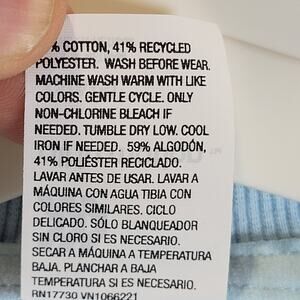 % COTTON, 41% RECYCLED
POLYESTER. WASH BEFORE WEAR.
MACHINE WASH WARM WITH LIKE
COLORS. GENTLE CYCLE. ONLY
NON-CHLORINE BLEACH IF
NEEDED. TUMBLE DRY LOW. COOL
IRON IF NEEDED. 59% ALGODÓN,
41% POLIÉSTER RECICLADO.
LAVAR ANTES DE USAR. LAVAR A
MÁQUINA CON AGUA TIBIA CON
COLORES SIMILARES. CICLO
DELICADO. SÓLO BLANQUEADOR
SIN CLORO SI ES NECESARIO.
SECAR A MÁQUINA A TEMPERATURA
BAJA. PLANCHAR A BAJA
TEMPERATURA SI ES NECESARIO.
RN17730 VN1066221